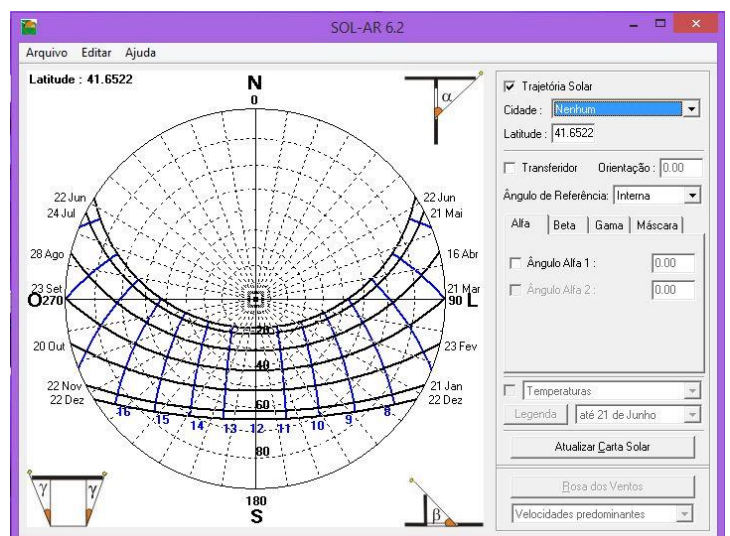 SOL-AR 6.2
Arquivo Editar Ajuda
Latitude : 41.6522
N
0
α
22 Jun
24 Jul
28 Ago
23 Set
O 270
20 Out
22 Nov
22 Dez
22 Jun
21 Mai
16 Abr
21 Mar
90 L
23 Fev
21 Jan
22 Dez
20
40
60
80
16 15 14 13 12 11 10 9 8
180
S
γ γ
β
Trajetória Solar
Cidade : Nenhum
Latitude : 41.6522
Transferidor Orientação : 0.00
Ângulo de Referência: Interna
Alfa Beta Gama Máscara
Ângulo Alfa 1 : 0.00
Ângulo Alfa 2 : 0.00
Temperaturas
Legenda até 21 de Junho
Atualizar Carta Solar
Rosa dos Ventos
Velocidades predominantes